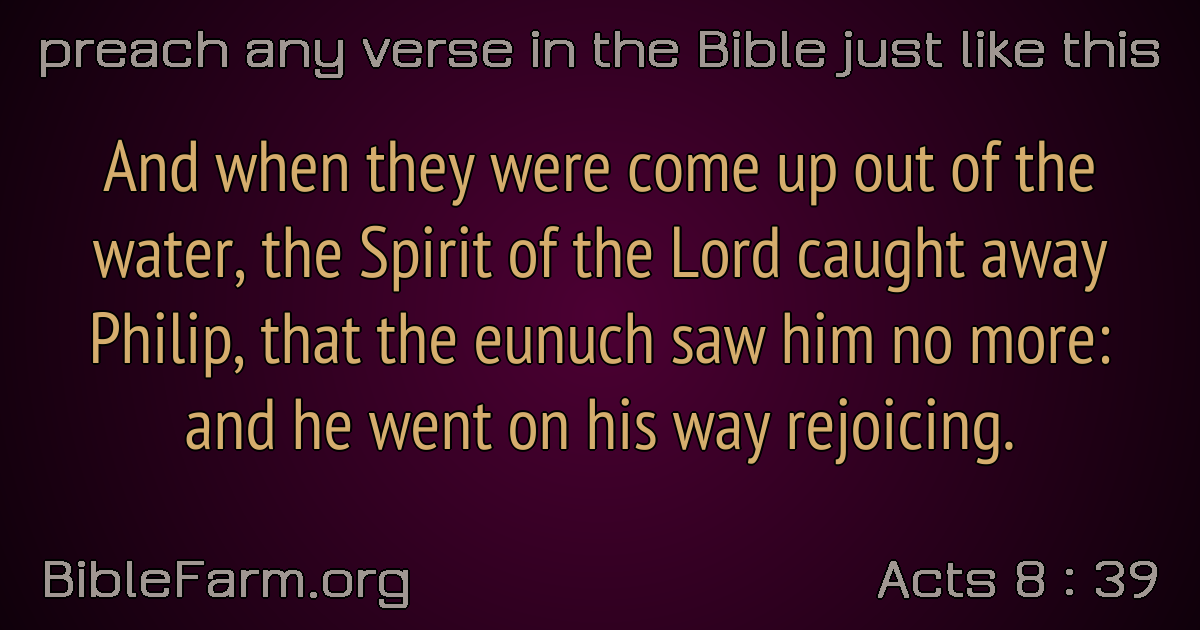 preach any verse in the Bible just like this
And when they were come up out of the
water, the Spirit of the Lord caught away
Philip, that the eunuch saw him no more:
and he went on his way rejoicing.
BibleFarm.org
Acts 8 : 39